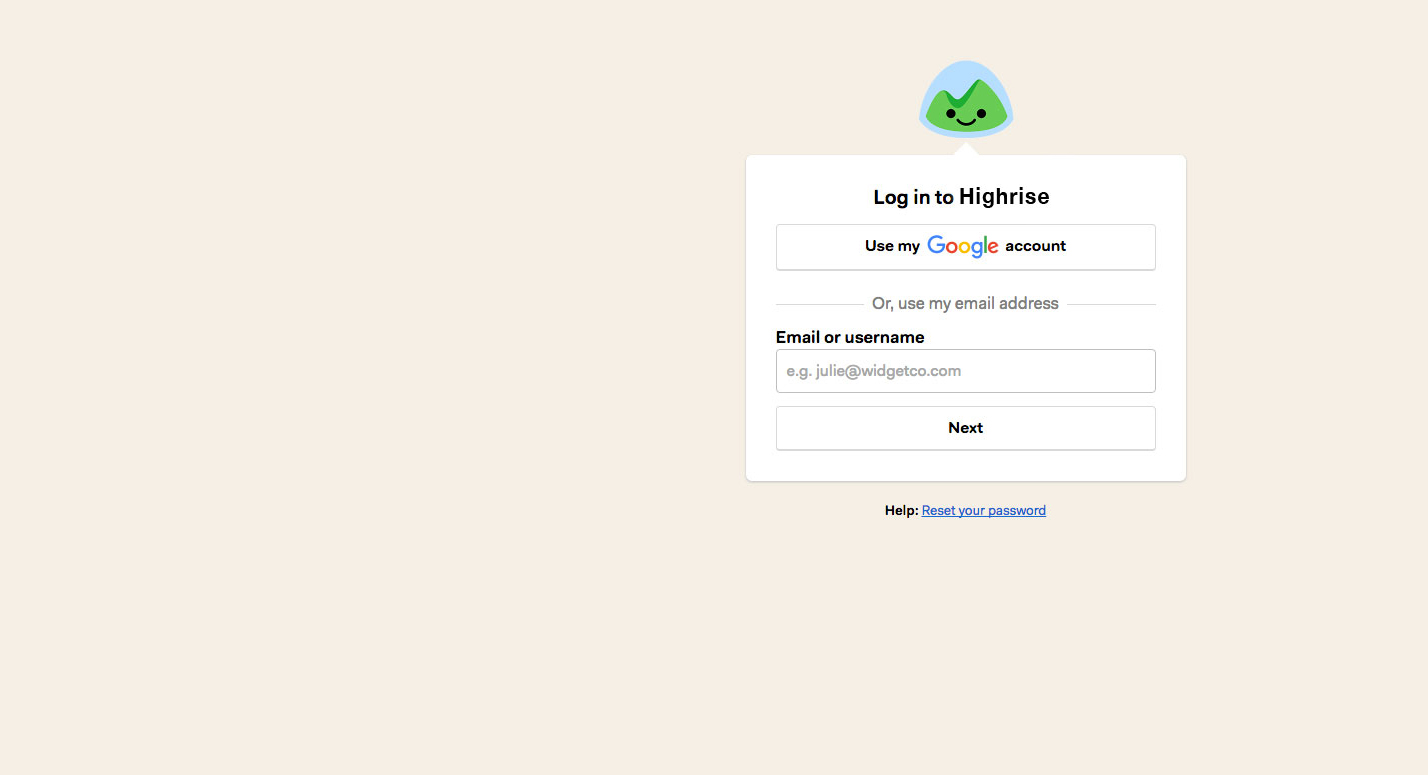 Log in to Highrise
Use my Google account
Or, use my email address
Email or username
e.g. julie@widgetco.com
Next
Help: Reset your password